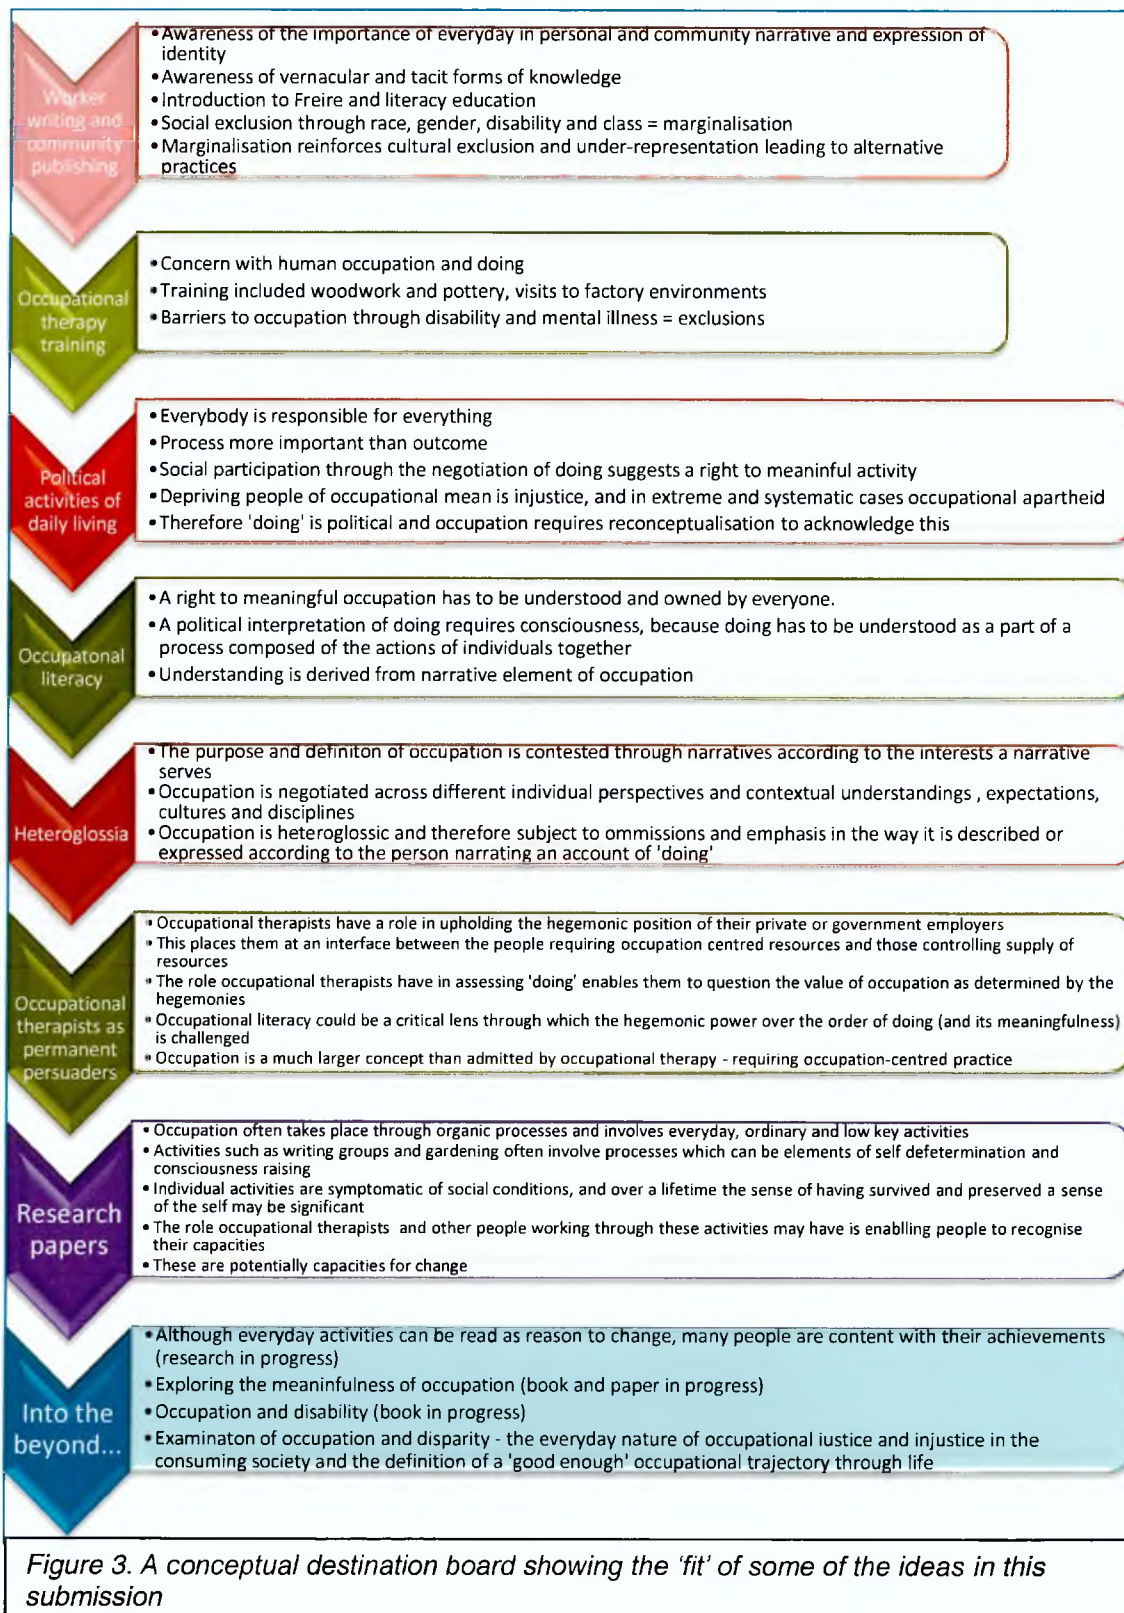 Worker
writing and
community
publishing
• Awareness of the importance of everyday in personal and community narrative and expression of
identity
• Awareness of vernacular and tacit forms of knowledge
• Introduction to Freire and literacy education
• Social exclusion through race, gender, disability and class = marginalisation
• Marginalisation reinforces cultural exclusion and under-representation leading to alternative
practices
Occupational
therapy
training
• Concern with human occupation and doing
• Training included woodwork and pottery, visits to factory environments
• Barriers to occupation through disability and mental illness = exclusions
Political
activities of
daily living
• Everybody is responsible for everything
• Process more important than outcome
• Social participation through the negotiation of doing suggests a right to meaninful activity
• Depriving people of occupational mean is injustice, and in extreme and systematic cases occupational apartheid
• Therefore 'doing' is political and occupation requires reconceptualisation to acknowledge this
Occupatonal
literacy
• A right to meaningful occupation has to be understood and owned by everyone.
• A political interpretation of doing requires consciousness, because doing has to be understood as a part of a
process composed of the actions of individuals together
• Understanding is derived from narrative element of occupation
Heteroglossia
• The purpose and definiton of occupation is contested through narratives according to the interests a narrative
serves
• Occupation is negotiated across different individual perspectives and contextual understandings , expectations,
cultures and disciplines
• Occupation is heteroglossic and therefore subject to ommissions and emphasis in the way it is described or
expressed according to the person narrating an account of 'doing'
Occupational
therapists as
permanent
persuaders
• Occupational therapists have a role in upholding the hegemonic position of their private or government employers
• This places them at an interface between the people requiring occupation centred resources and those controlling supply of
resources
• The role occupational therapists have in assessing 'doing' enables them to question the value of occupation as determined by the
hegemonies
• Occupational literacy could be a critical lens through which the hegemonic power over the order of doing (and its meaningfulness)
is challenged
• Occupation is a much larger concept than admitted by occupational therapy - requiring occupation-centred practice
Research
papers
• Occupation often takes place through organic processes and involves everyday, ordinary and low key activities
• Activities such as writing groups and gardening often involve processes which can be elements of self defetermination and
consciousness raising
• Individual activities are symptomatic of social conditions, and over a lifetime the sense of having survived and preserved a sense
of the self may be significant
• The role occupational therapists and other people working through these activities may have is enablling people to recognise
their capacities
• These are potentially capacities for change
Into the
beyond...
• Although everyday activities can be read as reason to change, many people are content with their achievements
(research in progress)
• Exploring the meaninfulness of occupation (book and paper in progress)
• Occupation and disability (book in progress)
• Examinaton of occupation and disparity - the everyday nature of occupational justice and injustice in the
consuming society and the definition of a 'good enough' occupational trajectory through life
Figure 3. A conceptual destination board showing the 'fit' of some of the ideas in this
submission